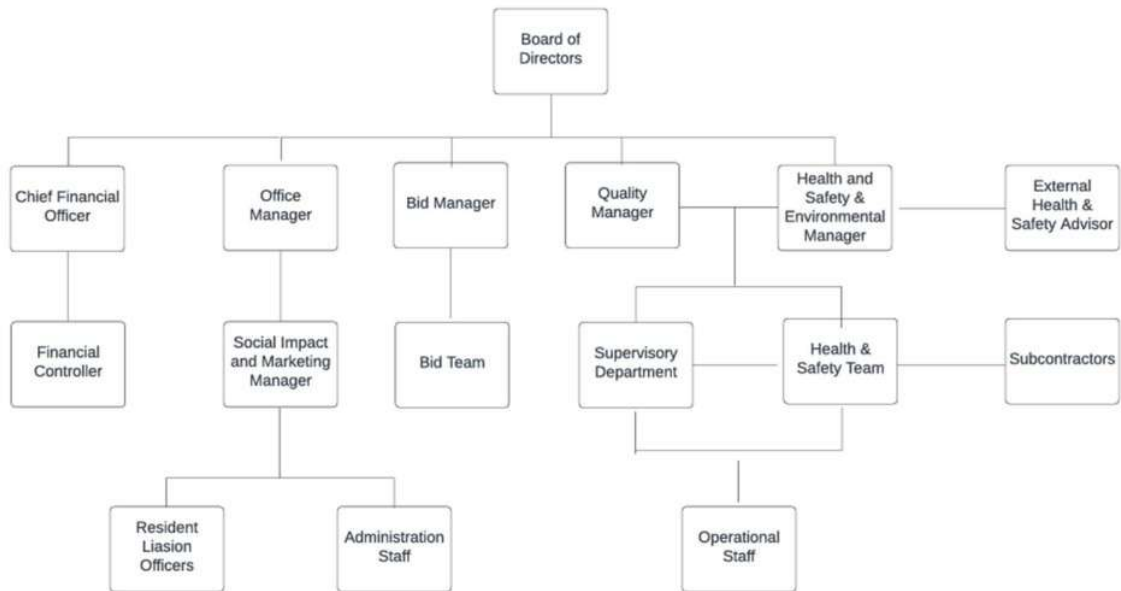 Board of
Directors
Chief Financial
Officer
Office
Manager
Bid Manager
Quality
Manager
Health and
Safety &
Environmental
Manager
External
Health &
Safety Advisor
Financial
Controller
Social Impact
and Marketing
Manager
Bid Team
Supervisory
Department
Health &
Safety Team
Subcontractors
Resident
Liasion
Officers
Administration
Staff
Operational
Staff